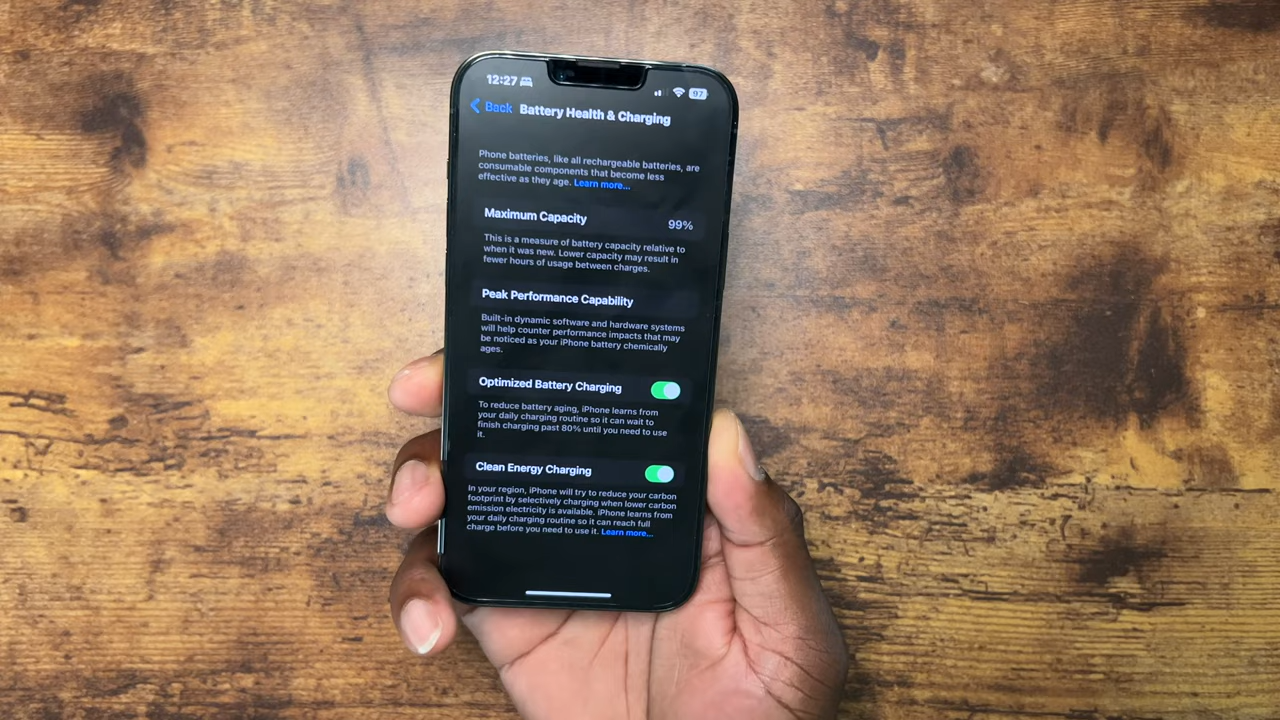 12:27
97
Back Battery Health & Charging
Phone batteries, like all rechargeable batteries, are
consumable components that become less
effective as they age. Learn more...
Maximum Capacity 99%
This is a measure of battery capacity relative to
when it was new. Lower capacity may result in
fewer hours of usage between charges.
Peak Performance Capability
Built-in dynamic software and hardware systems
will help counter performance impacts that may
be noticed as your iPhone battery chemically
ages.
Optimized Battery Charging
To reduce battery aging, iPhone learns from
your daily charging routine so it can wait to
finish charging past 80% until you need to use
it.
Clean Energy Charging
In your region, iPhone will try to reduce your carbon
footprint by selectively charging when lower carbon
emission electricity is available. iPhone learns from
your daily charging routine so it can reach full
charge before you need to use it. Learn more...